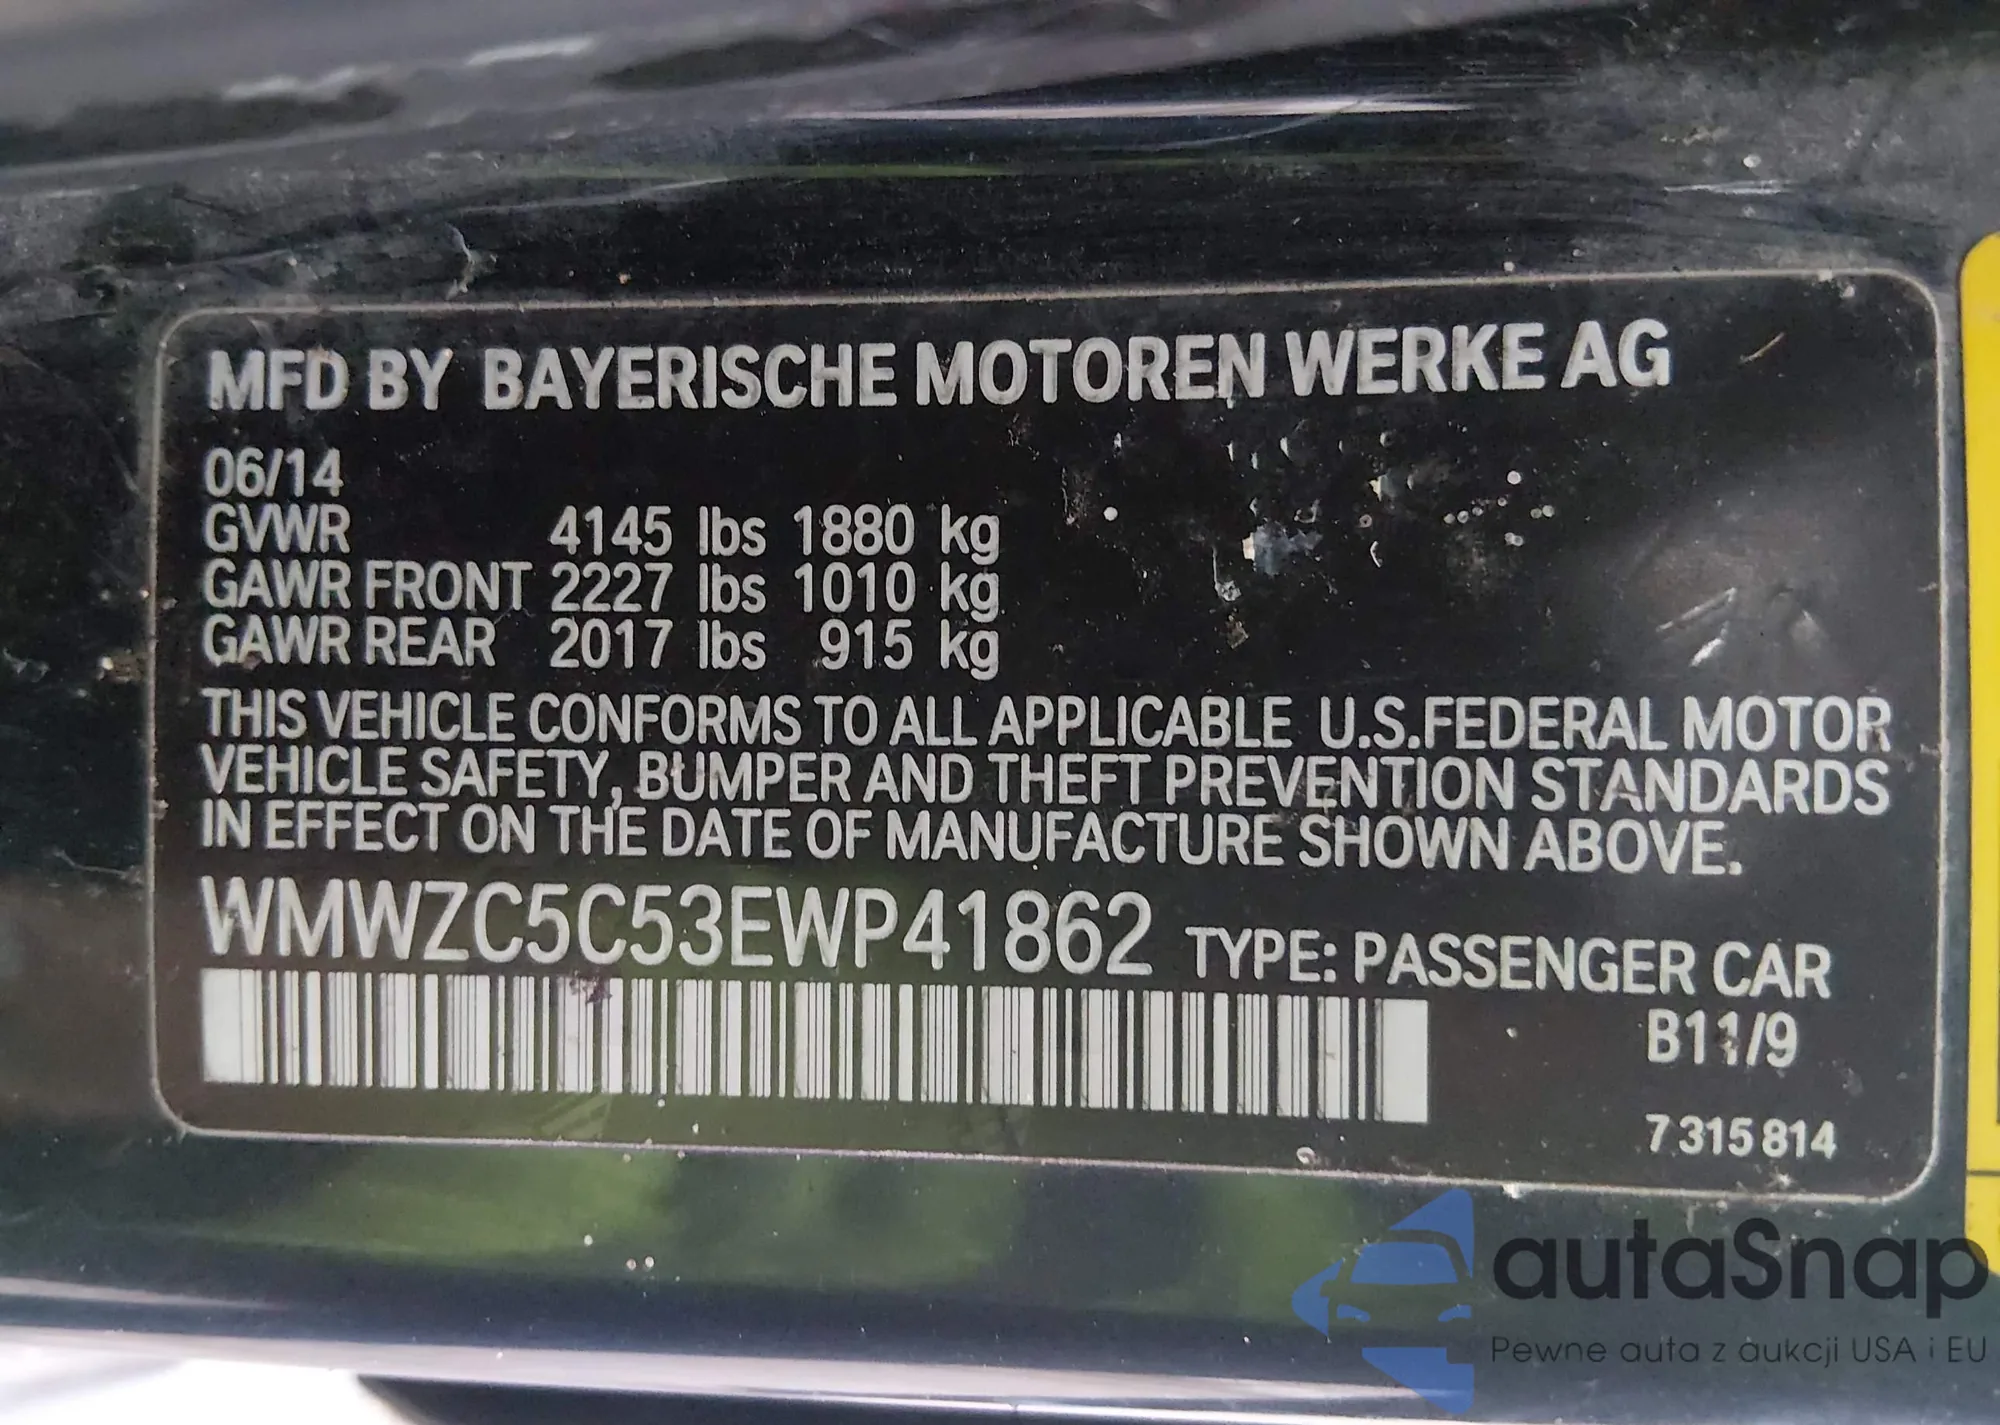 MFD BY BAYERISCHE MOTOREN WERKE AG
06/14
GVWR 4145 lbs 1880 kg
GAWR FRONT 2227 lbs 1010 kg
GAWR REAR 2017 lbs 915 kg
THIS VEHICLE CONFORMS TO ALL APPLICABLE U.S.FEDERAL MOTOR
VEHICLE SAFETY, BUMPER AND THEFT PREVENTION STANDARDS
IN EFFECT ON THE DATE OF MANUFACTURE SHOWN ABOVE.
WMWZC5C53EWP41862 TYPE: PASSENGER CAR
B11/9
7 315 814
autaSnap
Pewne auta z aukcji USA i EU